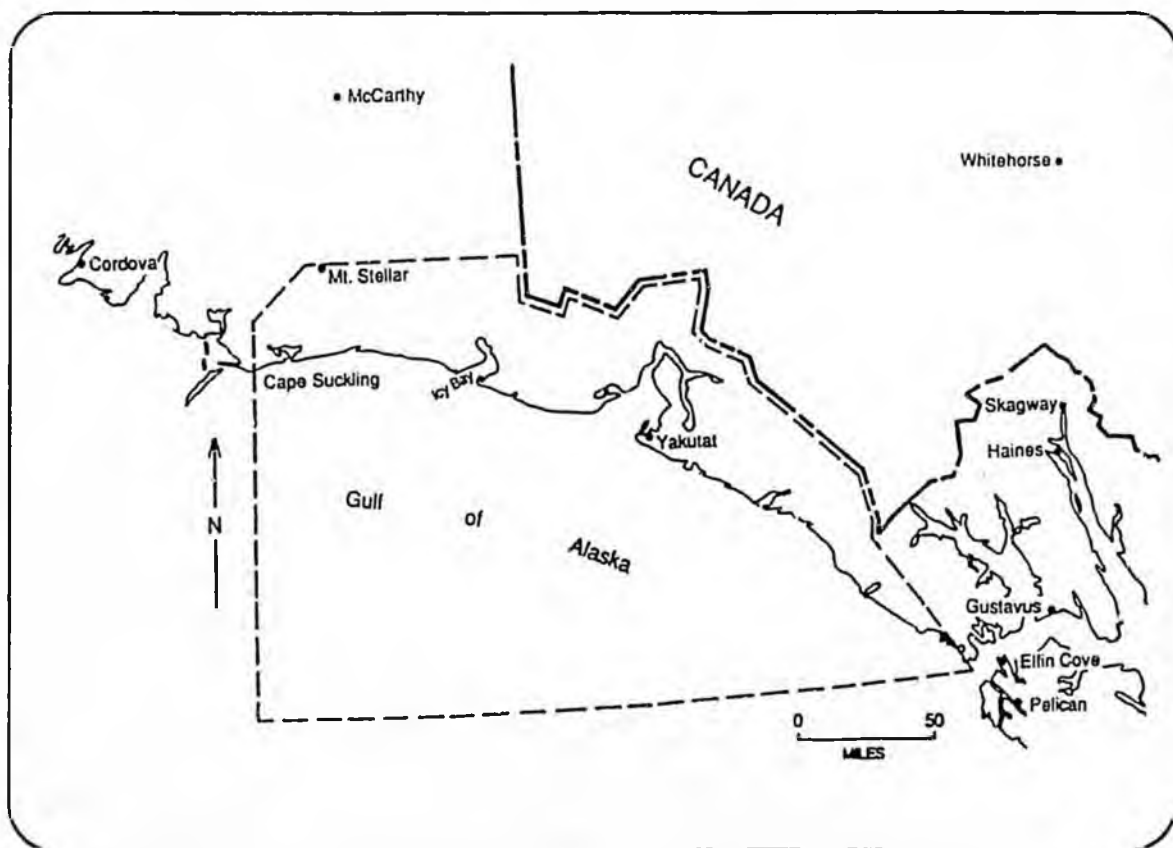 McCarthy
Whitehorse
CANADA
Cordova
Mt. Stellar
Cape Suckling
Icy Bay
Skagway
Haines
Yakutat
N
Gulf of Alaska
Gustavus
Elfin Cove
Pelican
0 50
MILES